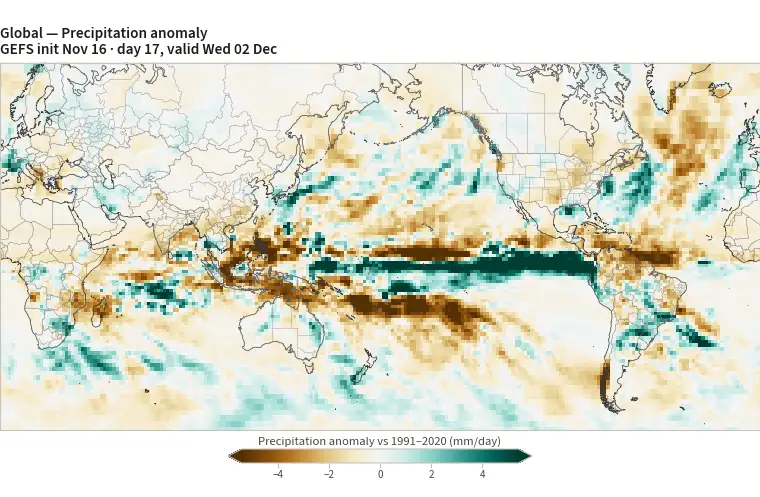 Global — Precipitation anomaly
GEFS init Nov 16 · day 17, valid Wed 02 Dec
Precipitation anomaly vs 1991–2020 (mm/day)
−4 −2 0 2 4